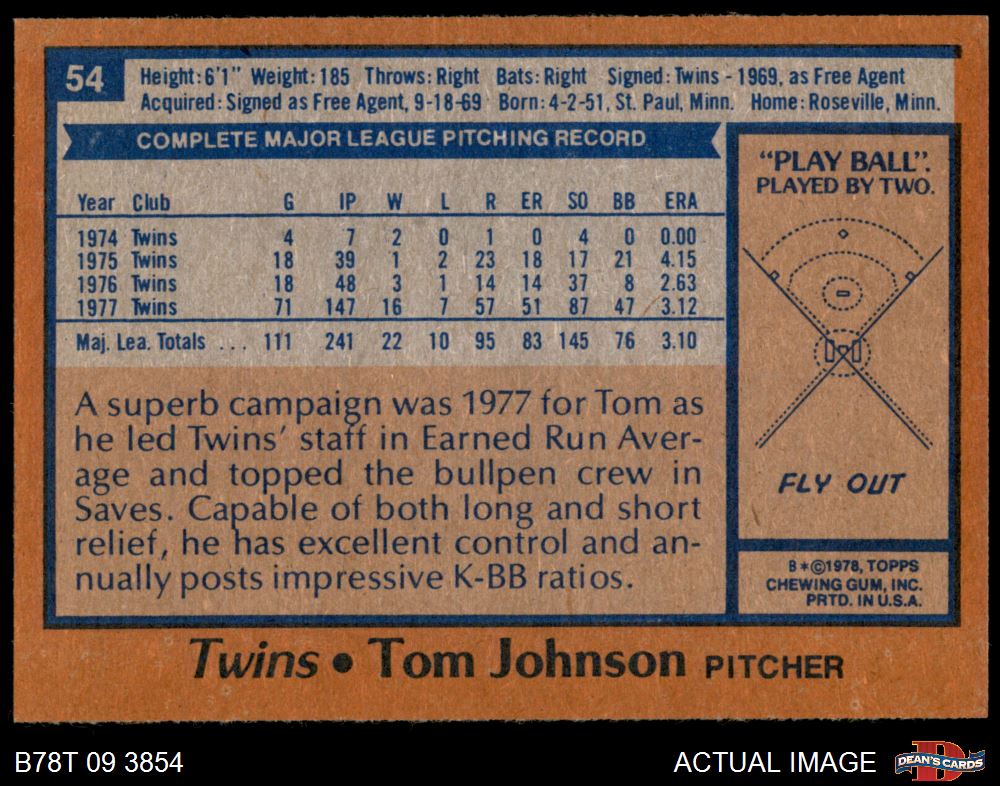 54
Height: 6'1" Weight: 185 Throws: Right Bats: Right Signed: Twins - 1969, as Free Agent
Acquired: Signed as Free Agent, 9-18-69 Born: 4-2-51, St. Paul, Minn. Home: Roseville, Minn.
COMPLETE MAJOR LEAGUE PITCHING RECORD
Year Club G IP W L R ER SO BB ERA
1974 Twins 4 7 2 0 1 0 4 0 0.00
1975 Twins 18 39 1 2 23 18 17 21 4.15
1976 Twins 18 48 3 1 14 14 37 8 2.63
1977 Twins 71 147 16 7 57 51 87 47 3.12
Maj. Lea. Totals ... 111 241 22 10 95 83 145 76 3.10
A superb campaign was 1977 for Tom as
he led Twins' staff in Earned Run Aver-
age and topped the bullpen crew in
Saves. Capable of both long and short
relief, he has excellent control and an-
nually posts impressive K-BB ratios.
"PLAY BALL".
PLAYED BY TWO.
FLY OUT
B*©1978, TOPPS
CHEWING GUM, INC.
PRTD. IN U.S.A.
Twins • Tom Johnson PITCHER
B78T 09 3854
ACTUAL IMAGE
D
DEAN'S CARDS